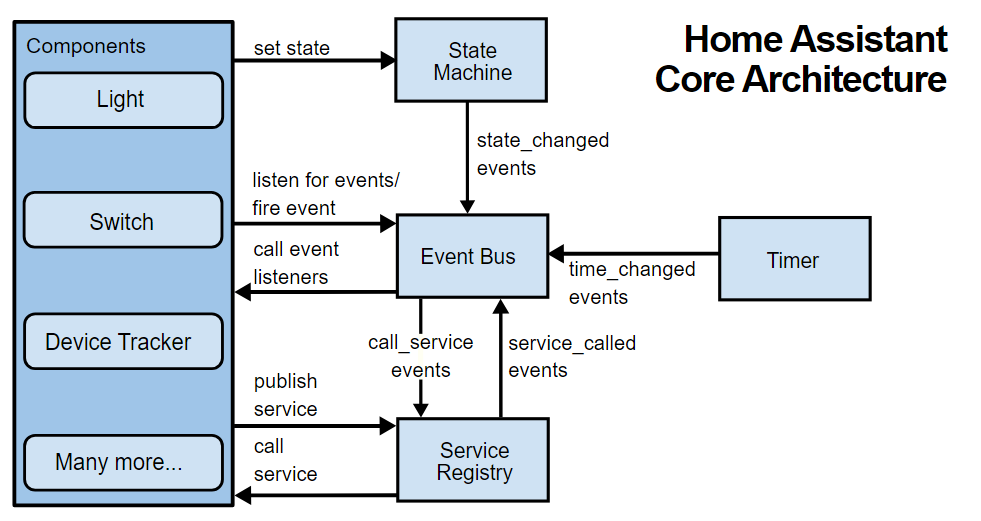 Home Assistant
Core Architecture
Components
Light
Switch
Device Tracker
Many more...
set state
State
Machine
state_changed
events
listen for events/
fire event
call event
listeners
Event Bus
time_changed
events
Timer
call_service
events
service_called
events
publish
service
call
service
Service
Registry